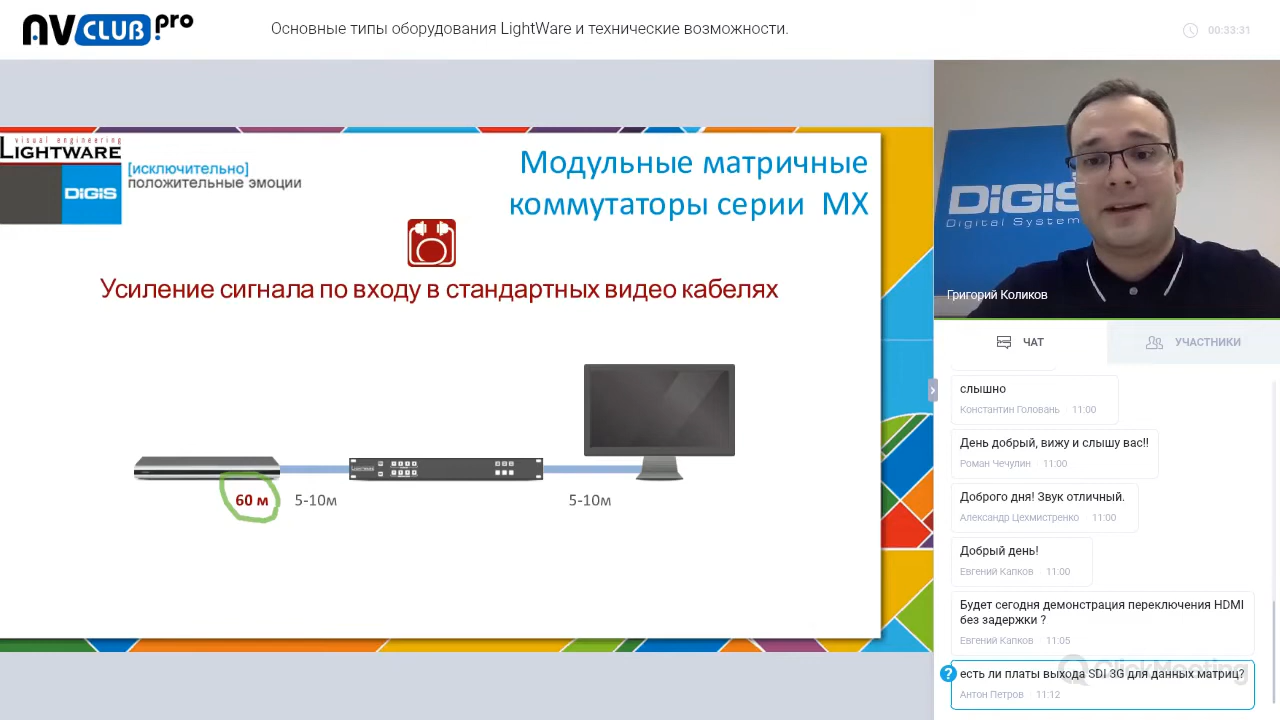 AVCLUB.pro
Основные типы оборудования LightWare и технические возможности.
00:33:31
visual engineering
LIGHTWARE
[исключительно]
положительные эмоции
DIGIS
Модульные матричные
коммутаторы серии MX
Усиление сигнала по входу в стандартных видео кабелях
60 м
5-10м
5-10м
DIGIS
Digital System
Григорий Коликов
ЧАТ
УЧАСТНИКИ
слышно
Константин Головань 11:00
День добрый, вижу и слышу вас!!
Роман Чечулин 11:00
Доброго дня! Звук отличный.
Александр Цехмистренко 11:00
Добрый день!
Евгений Капков 11:00
Будет сегодня демонстрация переключения HDMI
без задержки ?
Евгений Капков 11:05
ClickMeeting
? есть ли платы выхода SDI 3G для данных матриц?
Антон Петров 11:12